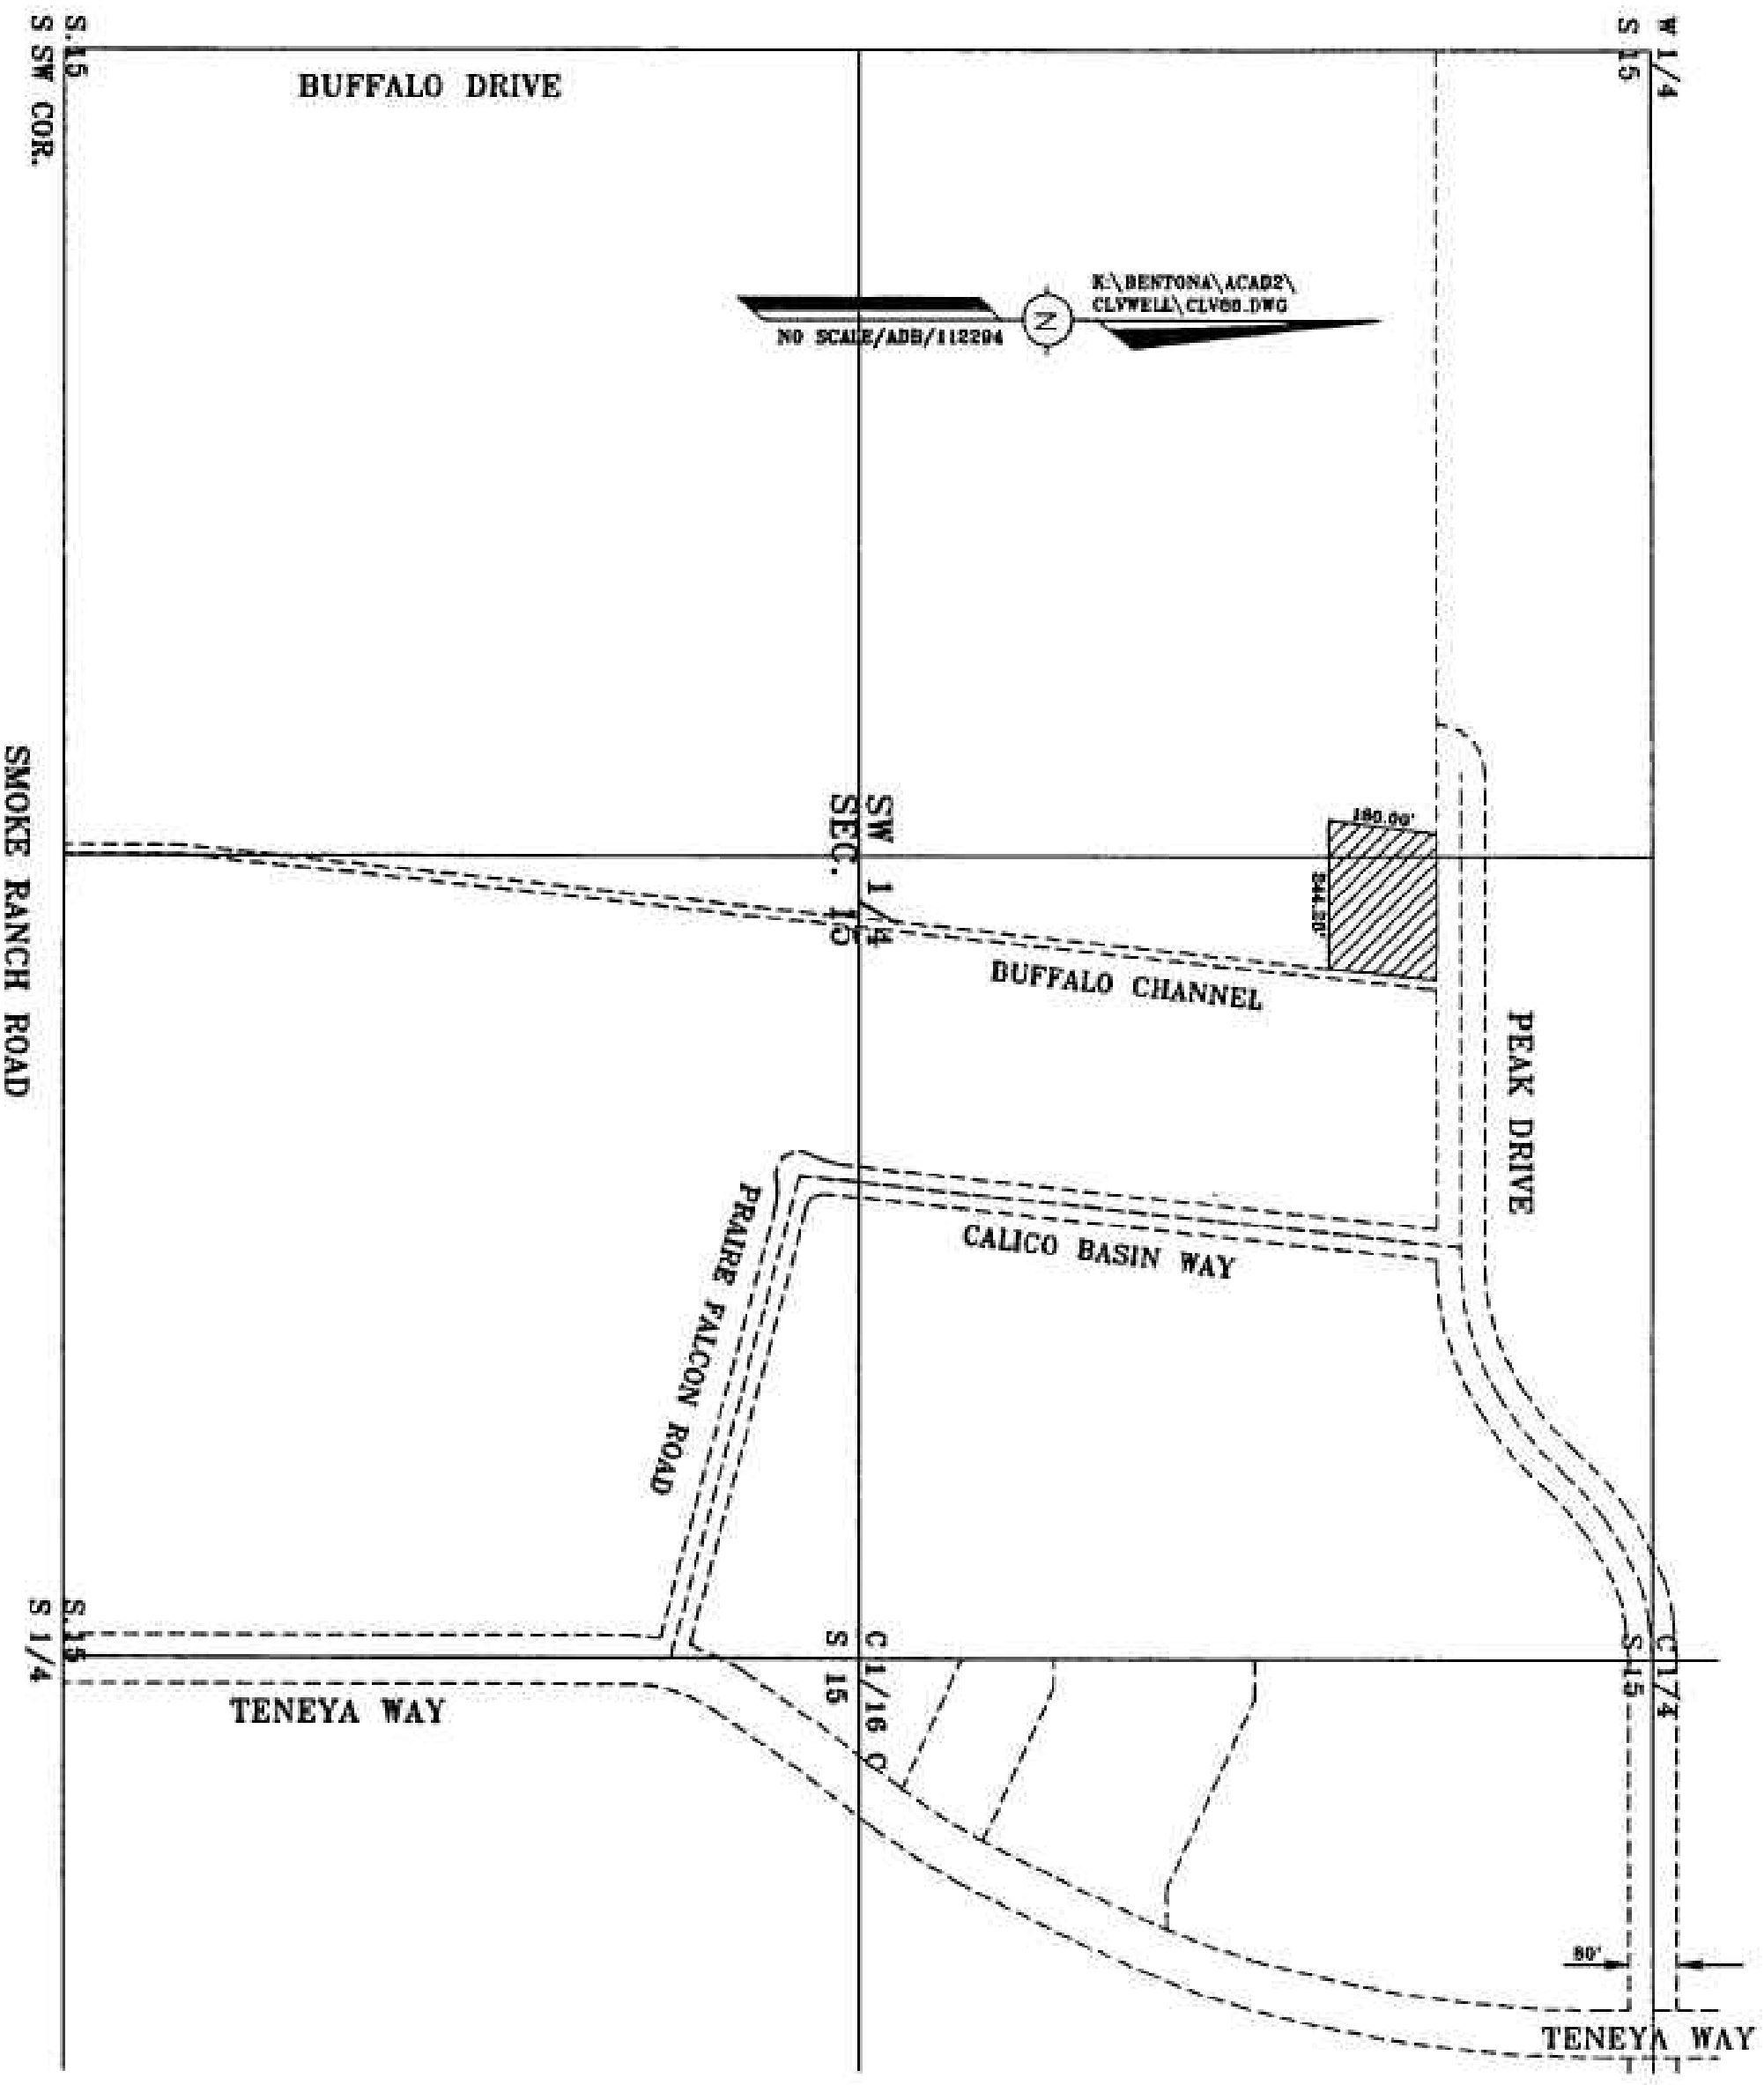 W 1/4
S 15
S.15
S SW COR.
BUFFALO DRIVE
K:\BENTONA\ACAD2\
CLVWELL\CLV88.DWG
N
NO SCALE/ADB/112294
SW 1/4
SEC. 15
180.00'
BUFFALO CHANNEL
PEAK DRIVE
SMOKE RANCH ROAD
CALICO BASIN WAY
PRAIRE FALCON ROAD
S.15
S 1/4
TENEYA WAY
C 1/16 C
S 15
C 1/4
S 15
80'
TENEYA WAY